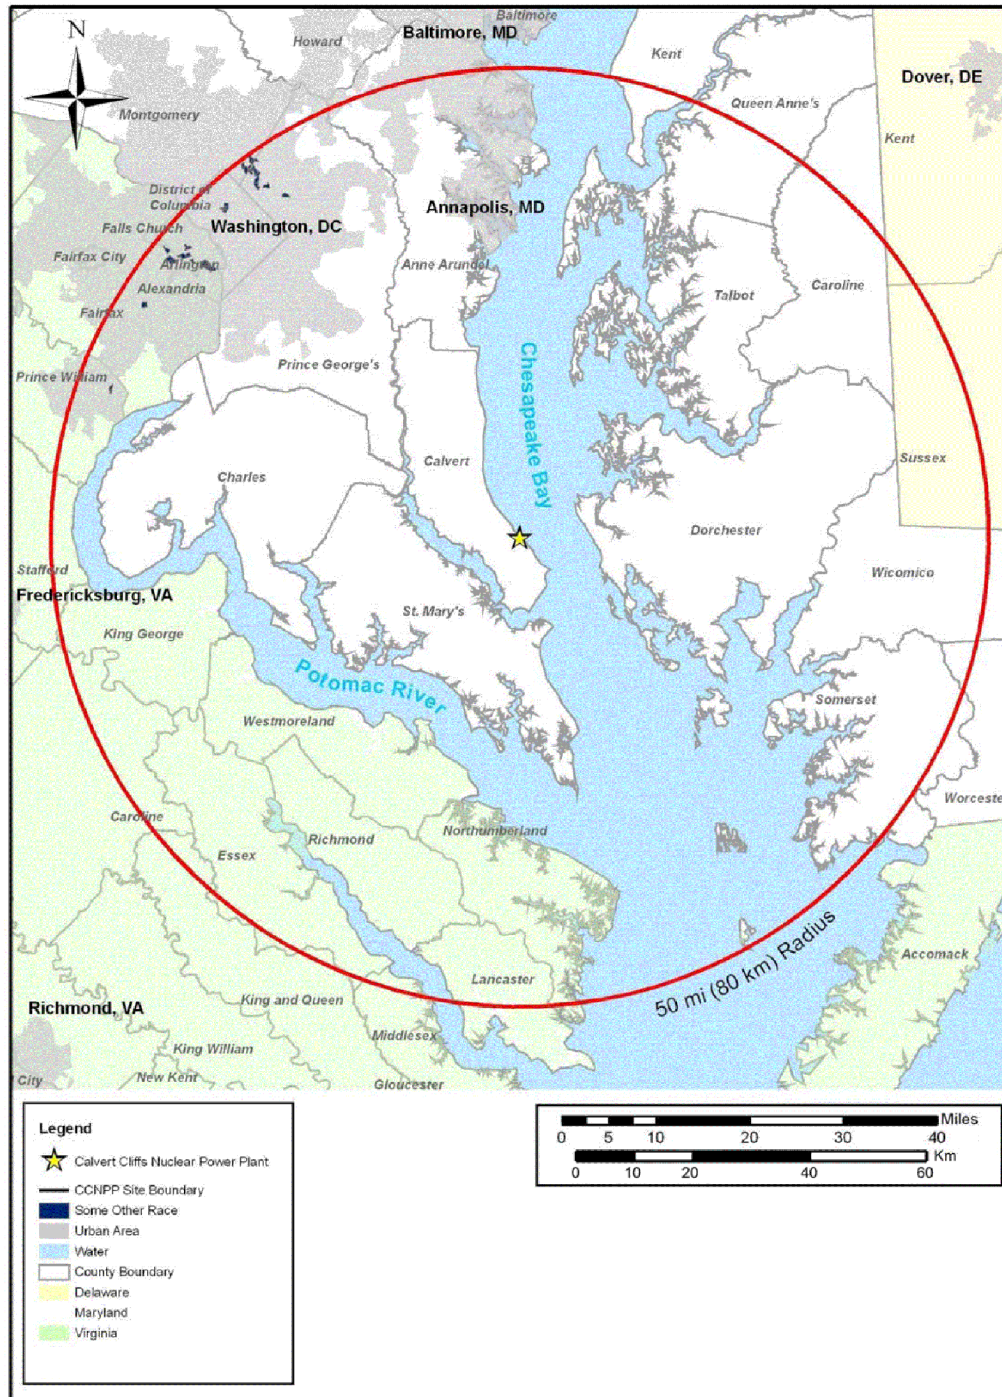 Baltimore
Baltimore, MD
N
Howard
Kent
Dover, DE
Queen Anne's
Montgomery
Kent
District of
Columbia
Annapolis, MD
Washington, DC
Falls Church
Fairfax City
Arlington
Anne Arundel
Alexandria
Talbot
Caroline
Fairfax
Prince George's
Prince William
Chesapeake Bay
Calvert
Sussex
Charles
Dorchester
Stafford
Wicomico
Fredericksburg, VA
St. Mary's
King George
Potomac River
Somerset
Westmoreland
Worceste
Caroline
Northumberland
Richmond
Essex
50 mi (80 km) Radius
Accomack
Lancaster
King and Queen
Richmond, VA
Middlesex
King William
New Kent
City
Gloucester
Legend
Calvert Cliffs Nuclear Power Plant
CCNPP Site Boundary
Some Other Race
Urban Area
Water
County Boundary
Delaware
Maryland
Virginia
Miles
0 5 10 20 30 40
Km
0 10 20 40 60